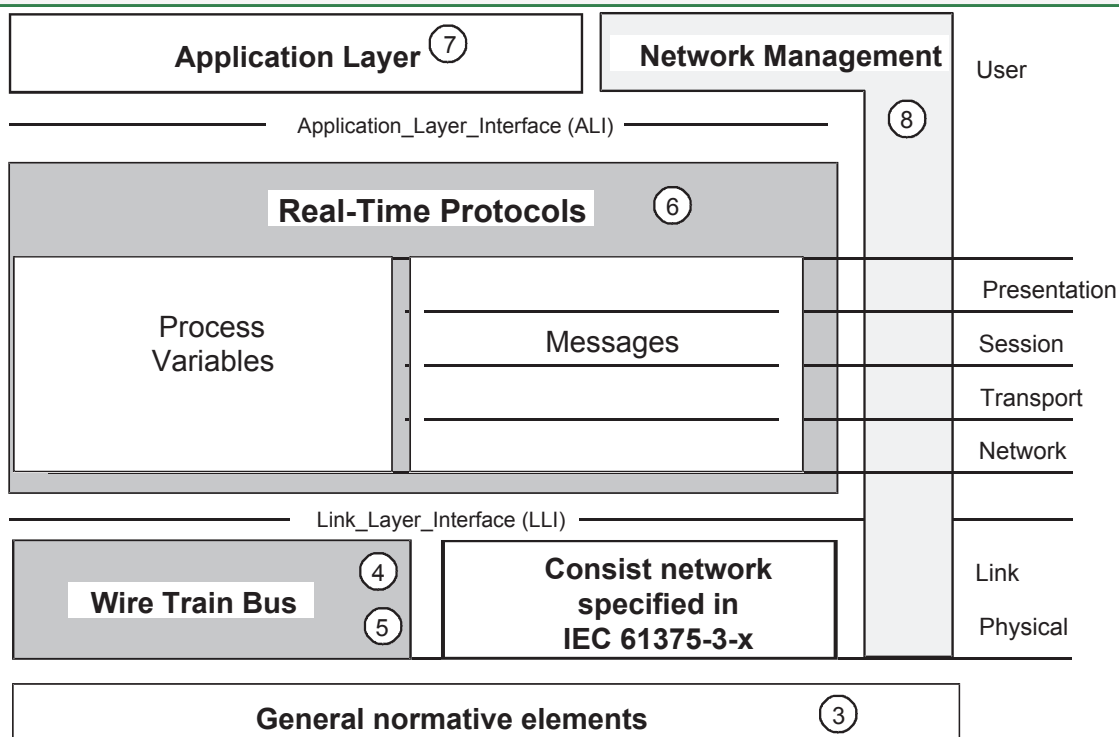 Application Layer 7
Network Management
User
8
Application_Layer_Interface (ALI)
Real-Time Protocols 6
Process
Variables
Messages
Presentation
Session
Transport
Network
Link_Layer_Interface (LLI)
Wire Train Bus
4
5
Consist network
specified in
IEC 61375-3-x
Link
Physical
General normative elements 3